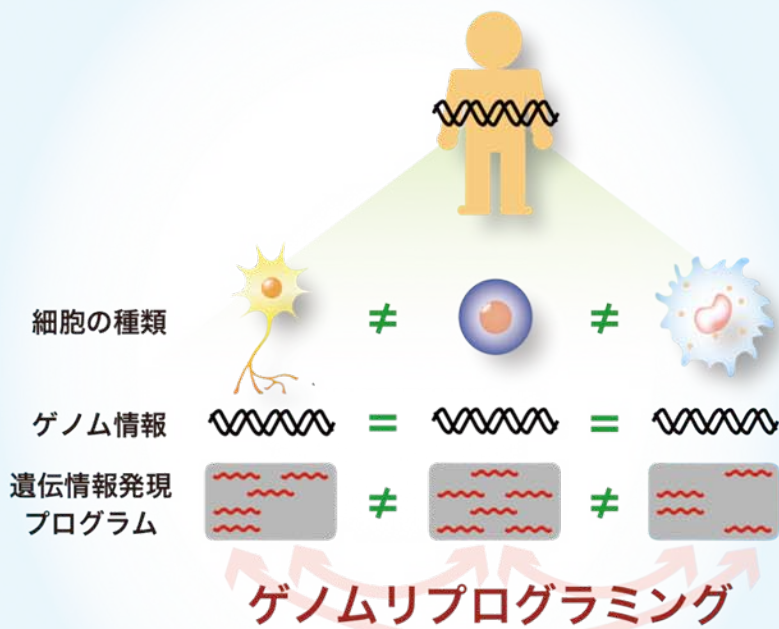 細胞の種類 ≠ ≠
ゲノム情報 = =
遺伝情報発現
プログラム ≠ ≠
ゲノムリプログラミング